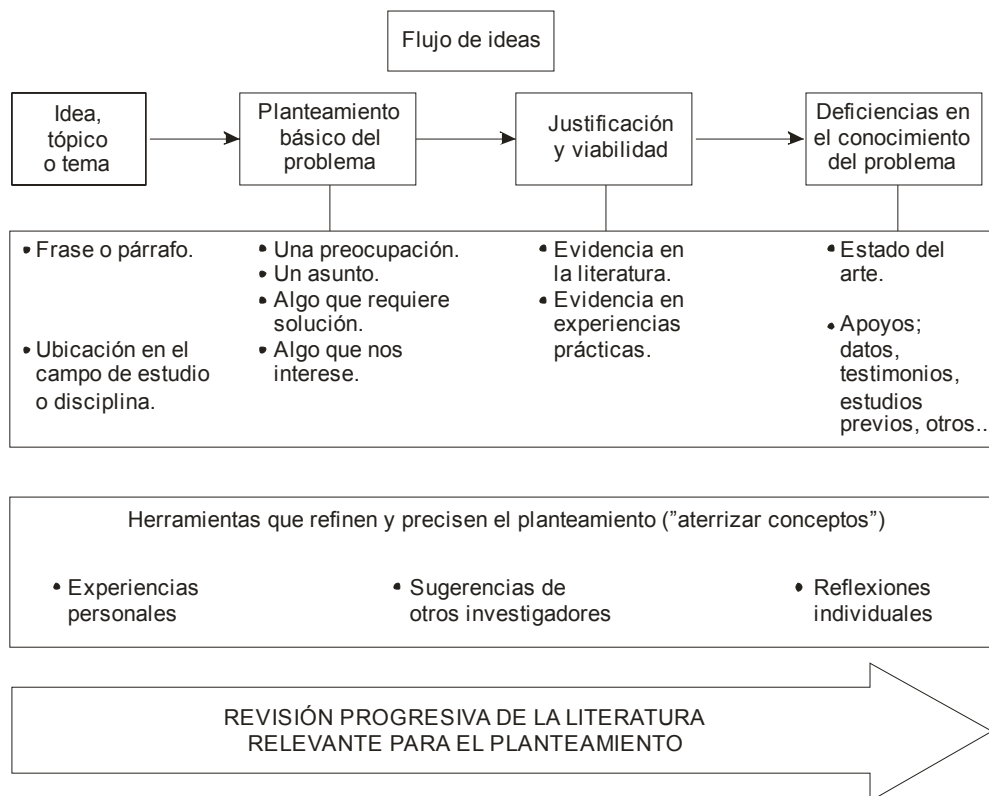 Flujo de ideas
Idea,
tópico
o tema
Planteamiento
básico del
problema
Justificación
y viabilidad
Deficiencias en
el conocimiento
del problema
• Frase o párrafo.
• Ubicación en el
campo de estudio
o disciplina.
• Una preocupación.
• Un asunto.
• Algo que requiere
solución.
• Algo que nos
interese.
• Evidencia en
la literatura.
• Evidencia en
experiencias
prácticas.
• Estado del
arte.
• Apoyos;
datos,
testimonios,
estudios
previos, otros..
Herramientas que refinen y precisen el planteamiento (”aterrizar conceptos”)
• Experiencias
personales
• Sugerencias de
otros investigadores
• Reflexiones
individuales
REVISIÓN PROGRESIVA DE LA LITERATURA
RELEVANTE PARA EL PLANTEAMIENTO